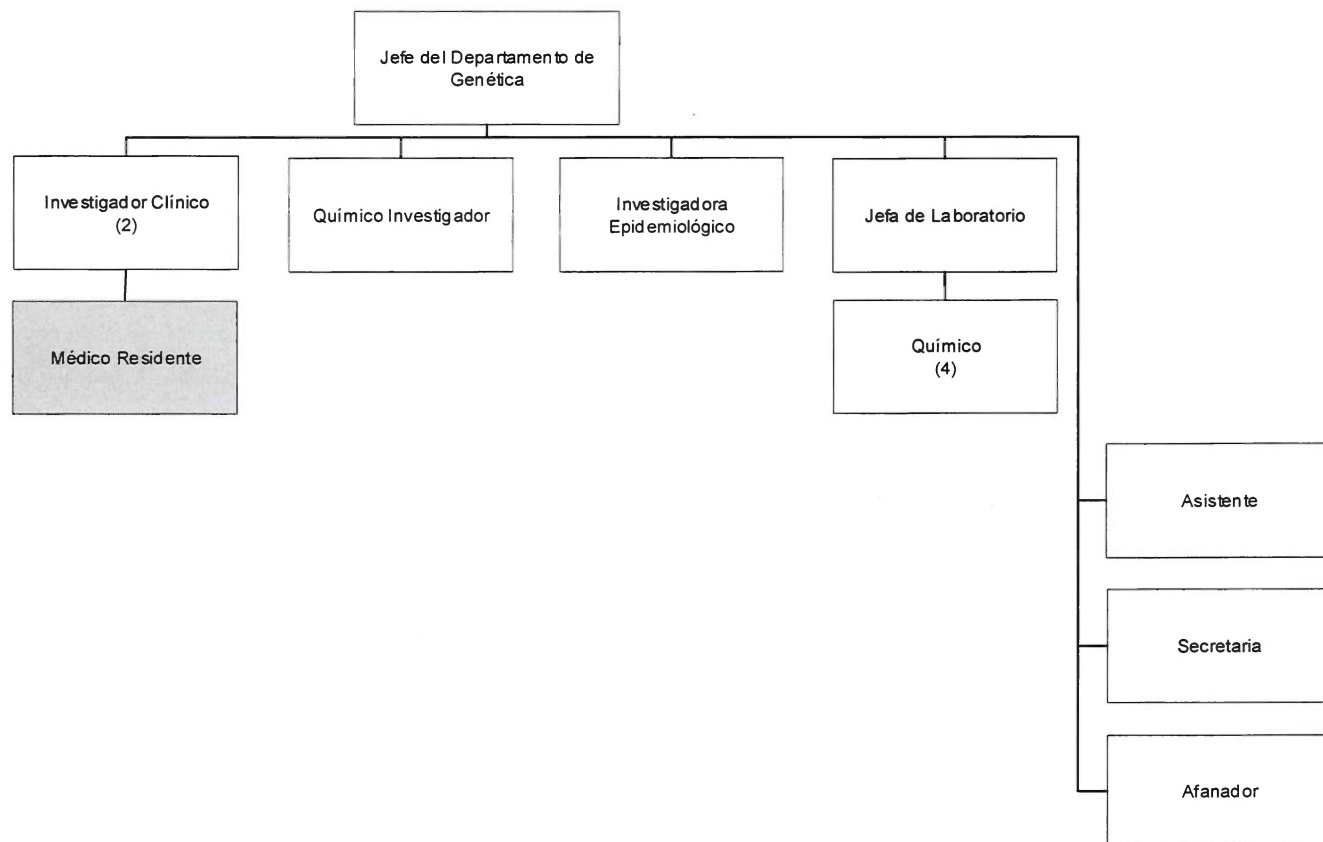 Jefe del Departamento de
Genética
Investigador Clínico
(2)
Químico Investigador
Investigadora
Epidemiológico
Jefa de Laboratorio
Médico Residente
Químico
(4)
Asistente
Secretaria
Afanador